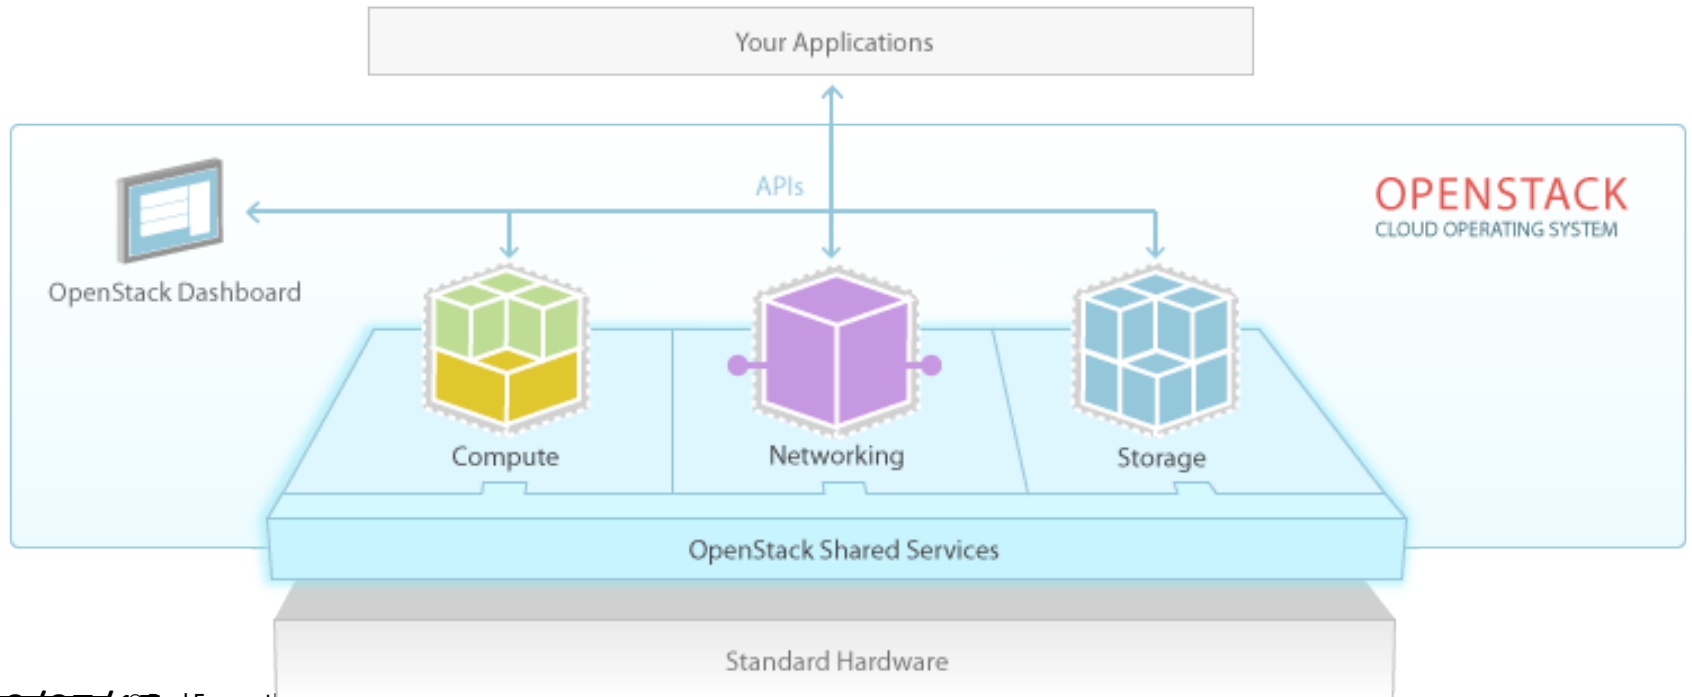 Your Applications
APIs
OPENSTACK
CLOUD OPERATING SYSTEM
OpenStack Dashboard
Compute
Networking
Storage
OpenStack Shared Services
Standard Hardware